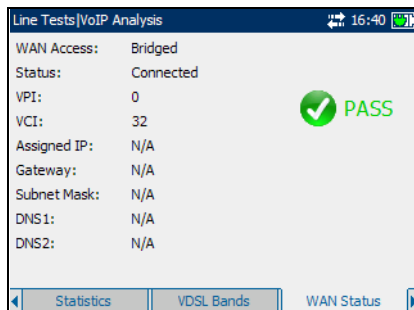 Line Tests|VoIP Analysis 16:40
WAN Access: Bridged
Status: Connected
VPI: 0
VCI: 32
PASS
Assigned IP: N/A
Gateway: N/A
Subnet Mask: N/A
DNS1: N/A
DNS2: N/A
Statistics VDSL Bands WAN Status